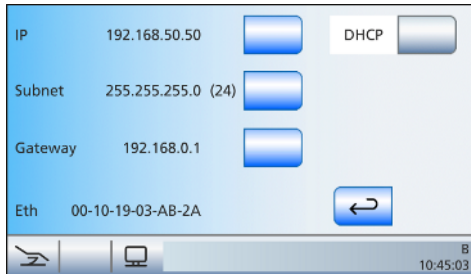 IP 192.168.50.50 DHCP
Subnet 255.255.255.0 (24)
Gateway 192.168.0.1
Eth 00-10-19-03-AB-2A
B
10:45:03